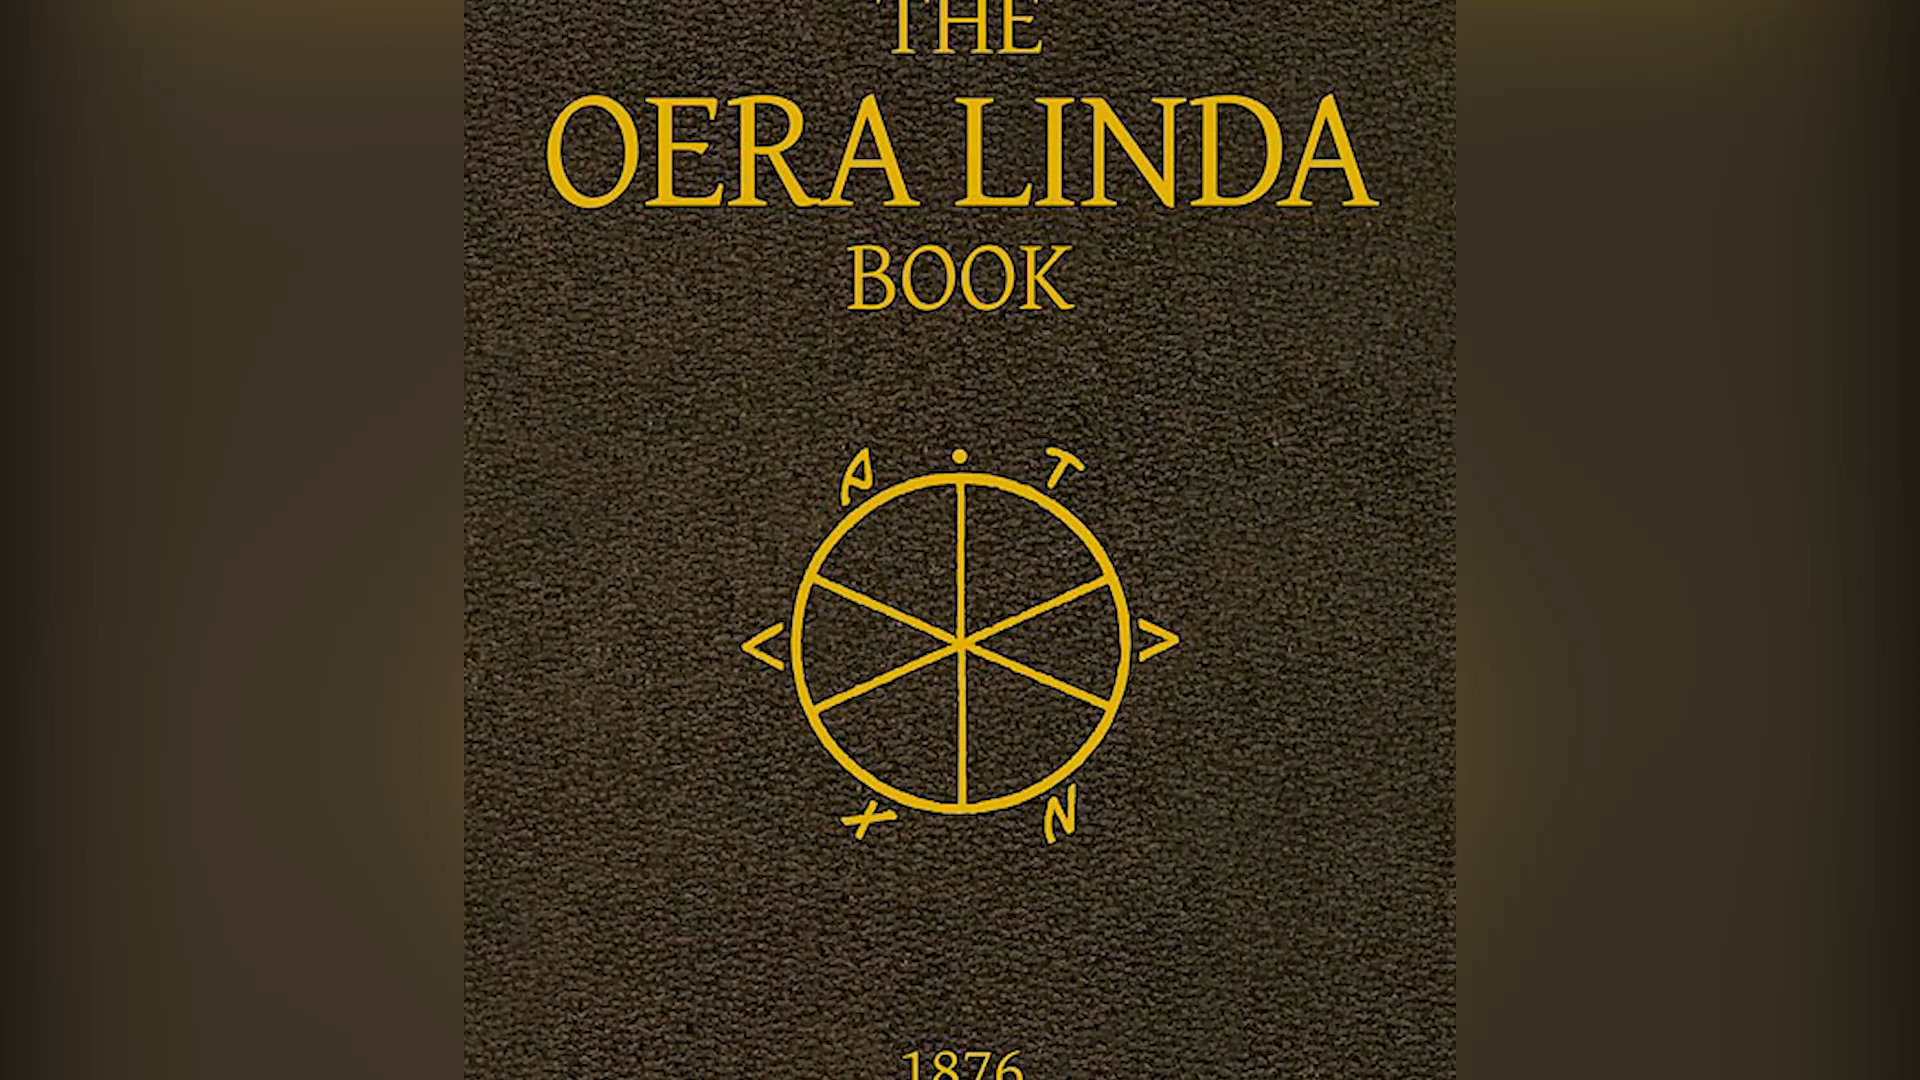 THE
OERA LINDA
BOOK
A · T
< >
X N
1876